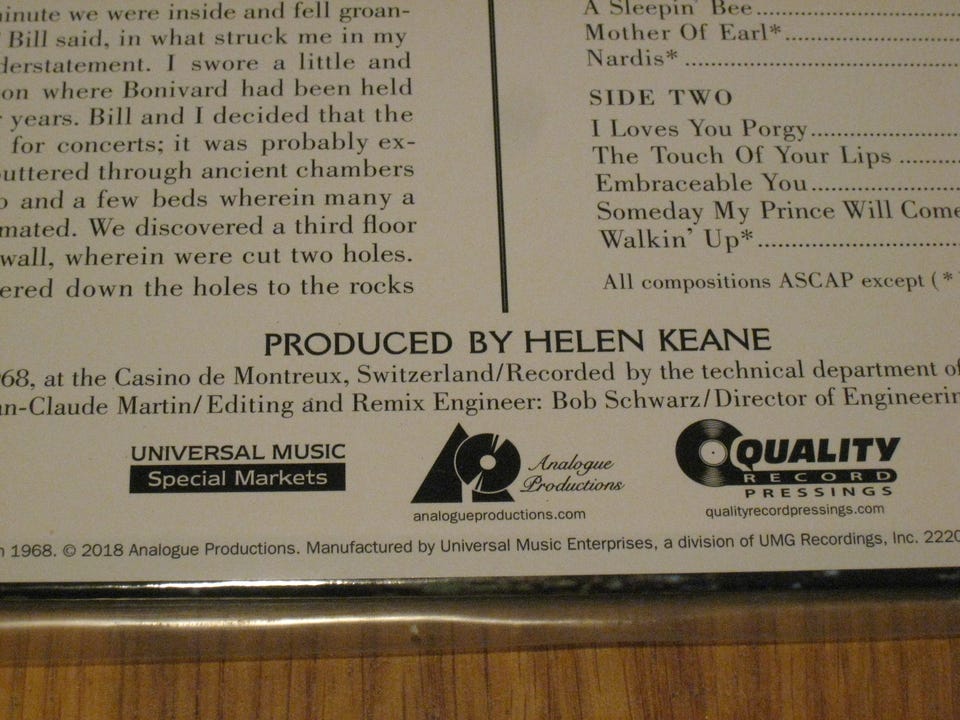 minute we were inside and fell groan-
Bill said, in what struck me in my
derstatement. I swore a little and
on where Bonivard had been held
years. Bill and I decided that the
for concerts; it was probably ex-
uttered through ancient chambers
o and a few beds wherein many a
mated. We discovered a third floor
wall, wherein were cut two holes.
ered down the holes to the rocks
A Sleepin' Bee
Mother Of Earl*
Nardis*
SIDE TWO
I Loves You Porgy
The Touch Of Your Lips
Embraceable You
Someday My Prince Will Come
Walkin' Up*
All compositions ASCAP except (*
PRODUCED BY HELEN KEANE
68, at the Casino de Montreux, Switzerland/Recorded by the technical department of
an-Claude Martin/Editing and Remix Engineer: Bob Schwarz/Director of Engineerin
UNIVERSAL MUSIC
Special Markets
Analogue
Productions
analogueproductions.com
QUALITY
RECORD
PRESSINGS
qualityrecordpressings.com
n 1968. © 2018 Analogue Productions. Manufactured by Universal Music Enterprises, a division of UMG Recordings, Inc. 2220